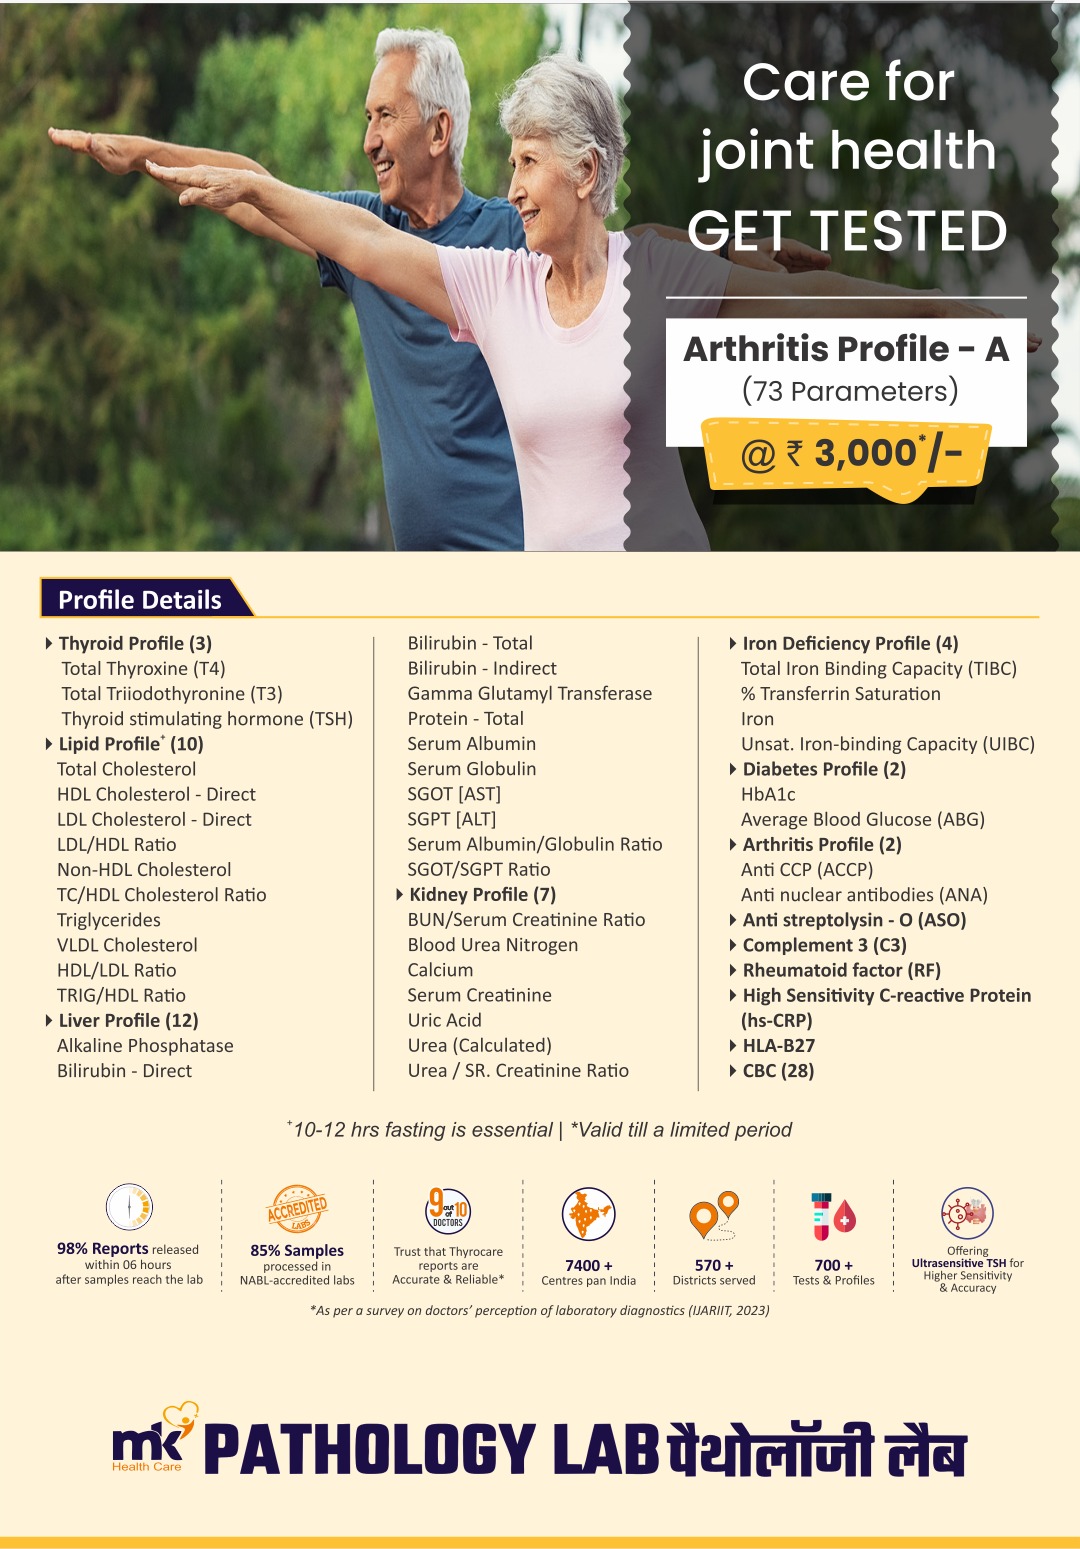 Care for
joint health
GET TESTED
Arthritis Profile - A
(73 Parameters)
@ ₹ 3,000*/-
Profile Details
Thyroid Profile (3)
Total Thyroxine (T4)
Total Triiodothyronine (T3)
Thyroid stimulating hormone (TSH)
Lipid Profile+ (10)
Total Cholesterol
HDL Cholesterol - Direct
LDL Cholesterol - Direct
LDL/HDL Ratio
Non-HDL Cholesterol
TC/HDL Cholesterol Ratio
Triglycerides
VLDL Cholesterol
HDL/LDL Ratio
TRIG/HDL Ratio
Liver Profile (12)
Alkaline Phosphatase
Bilirubin - Direct
Bilirubin - Total
Bilirubin - Indirect
Gamma Glutamyl Transferase
Protein - Total
Serum Albumin
Serum Globulin
SGOT [AST]
SGPT [ALT]
Serum Albumin/Globulin Ratio
SGOT/SGPT Ratio
Kidney Profile (7)
BUN/Serum Creatinine Ratio
Blood Urea Nitrogen
Calcium
Serum Creatinine
Uric Acid
Urea (Calculated)
Urea / SR. Creatinine Ratio
Iron Deficiency Profile (4)
Total Iron Binding Capacity (TIBC)
% Transferrin Saturation
Iron
Unsat. Iron-binding Capacity (UIBC)
Diabetes Profile (2)
HbA1c
Average Blood Glucose (ABG)
Arthritis Profile (2)
Anti CCP (ACCP)
Anti nuclear antibodies (ANA)
Anti streptolysin - O (ASO)
Complement 3 (C3)
Rheumatoid factor (RF)
High Sensitivity C-reactive Protein
(hs-CRP)
HLA-B27
CBC (28)
+10-12 hrs fasting is essential | *Valid till a limited period
98% Reports released
within 06 hours
after samples reach the lab
ACCREDITED
LABS
85% Samples
processed in
NABL-accredited labs
9 out of 10
DOCTORS
Trust that Thyrocare
reports are
Accurate & Reliable*
7400 +
Centres pan India
570 +
Districts served
700 +
Tests & Profiles
Offering
Ultrasensitive TSH for
Higher Sensitivity
& Accuracy
*As per a survey on doctors' perception of laboratory diagnostics (IJARIIT, 2023)
mk PATHOLOGY LAB पैथोलॉजी लैब
Health Care